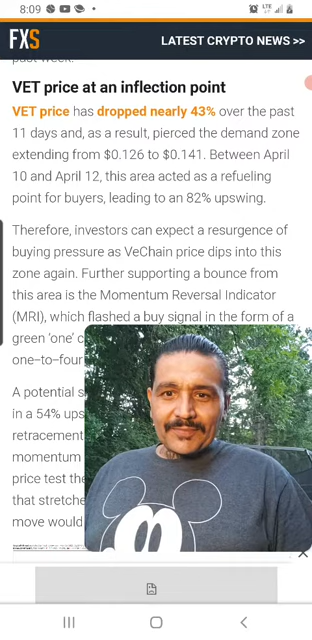 8:09
LTE
FXS LATEST CRYPTO NEWS >>
past week.
VET price at an inflection point
VET price has dropped nearly 43% over the past
11 days and, as a result, pierced the demand zone
extending from $0.126 to $0.141. Between April
10 and April 12, this area acted as a refueling
point for buyers, leading to an 82% upswing.
Therefore, investors can expect a resurgence of
buying pressure as VeChain price dips into this
zone again. Further supporting a bounce from
this area is the Momentum Reversal Indicator
(MRI), which flashed a buy signal in the form of a
green 'one' c
one-to-four
A potential s
in a 54% ups
retracement
momentum
price test the
that stretche
move would